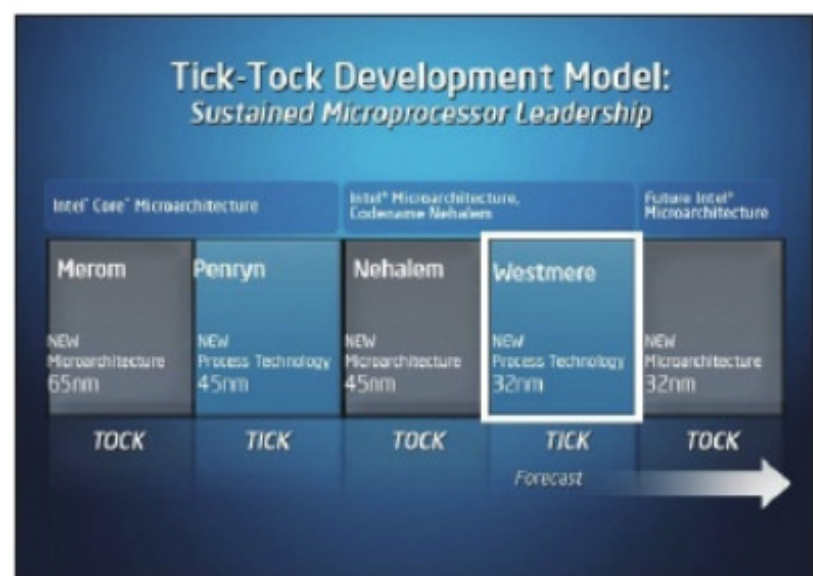 Tick-Tock Development Model:
Sustained Microprocessor Leadership
Intel® Core™ Microarchitecture
Intel® Microarchitecture,
Codename Nehalem
Future Intel®
Microarchitecture
Merom
NEW
Microarchitecture
65nm
TOCK
Penryn
NEW
Process Technology
45nm
TICK
Nehalem
NEW
Microarchitecture
45nm
TOCK
Westmere
NEW
Process Technology
32nm
TICK
NEW
Microarchitecture
32nm
TOCK
Forecast